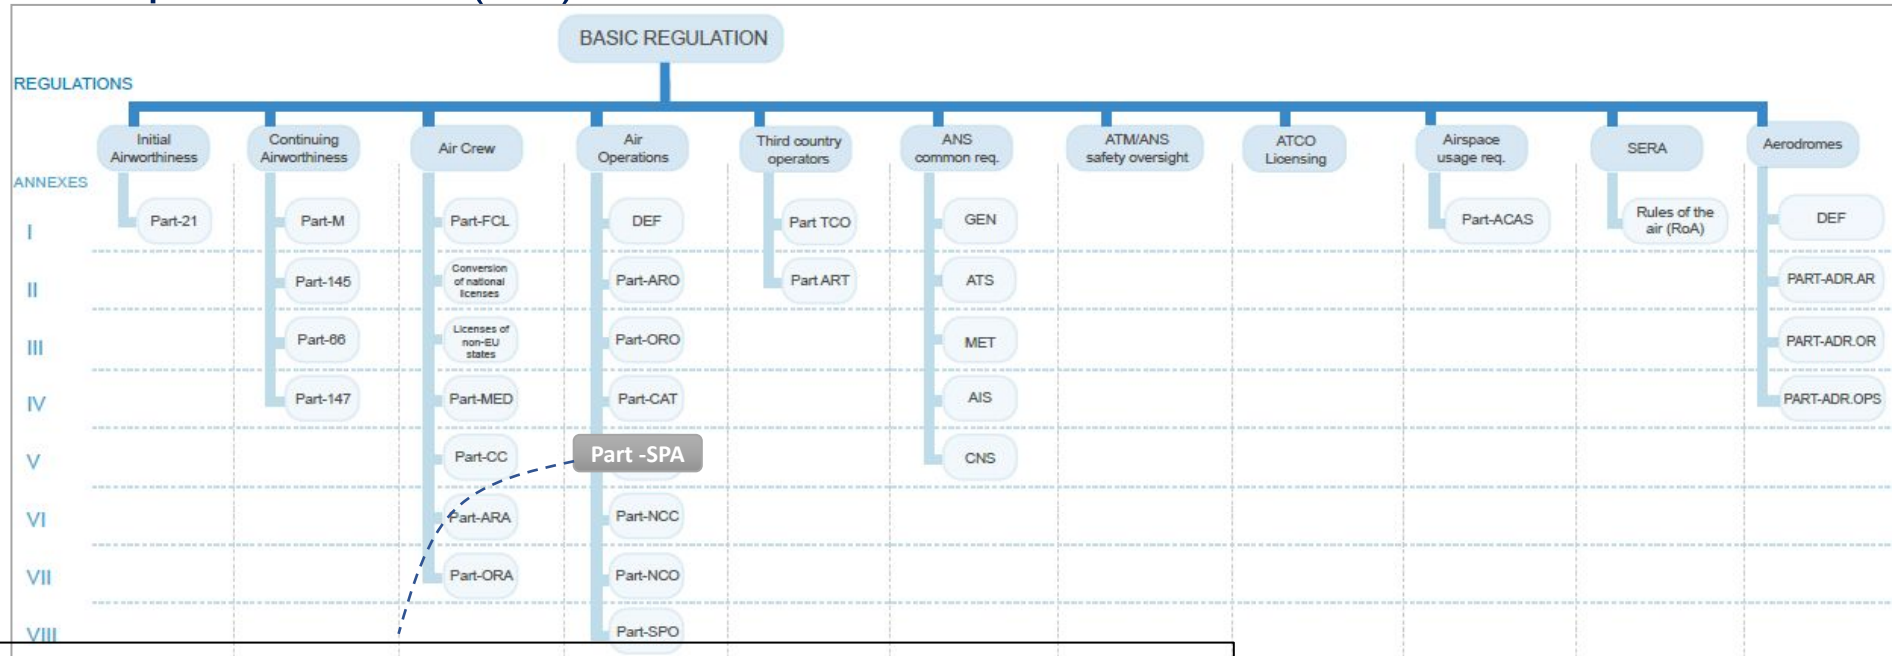 BASIC REGULATION
REGULATIONS
Initial
Airworthiness
Continuing
Airworthiness
Air Crew
Air
Operations
Third country
operators
ANS
common req.
ATM/ANS
safety oversight
ATCO
Licensing
Airspace
usage req.
SERA
Aerodromes
ANNEXES
I
Part-21
Part-M
Part-FCL
DEF
Part TCO
GEN
Part-ACAS
Rules of the
air (RoA)
DEF
II
Part-145
Conversion
of national
licenses
Part-ARO
Part ART
ATS
PART-ADR.AR
III
Part-66
Licenses of
non-EU
states
Part-ORO
MET
PART-ADR.OR
IV
Part-147
Part-MED
Part-CAT
AIS
PART-ADR.OPS
V
Part-CC
Part -SPA
CNS
VI
Part-ARA
Part-NCC
VII
Part-ORA
Part-NCO
VIII
Part-SPO